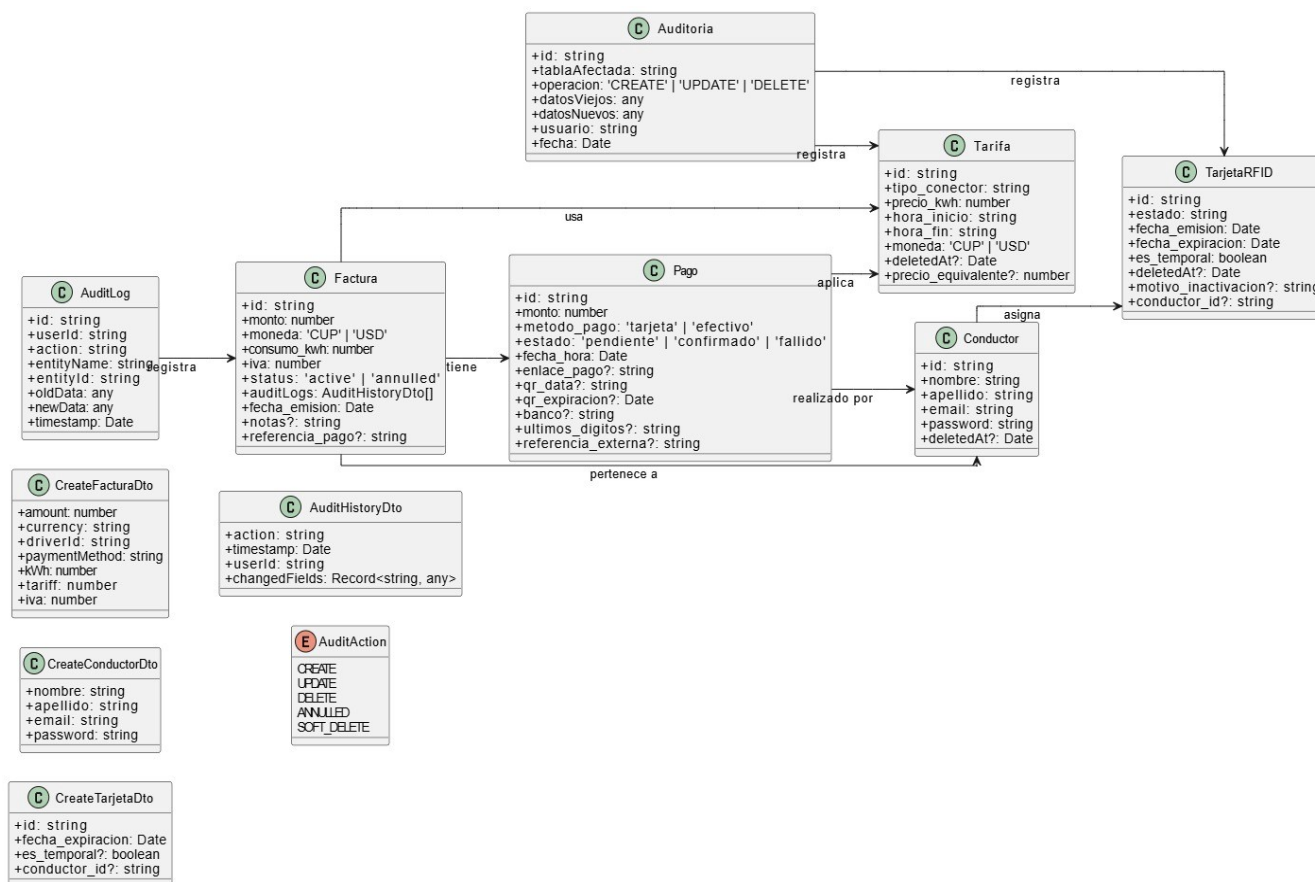 Auditoria
+id: string
+tablaAfectada: string
+operacion: 'CREATE' | 'UPDATE' | 'DELETE'
+datosViejos: any
+datosNuevos: any
+usuario: string
+fecha: Date
registra
registra
Tarifa
+id: string
+tipo_conector: string
+precio_kwh: number
+hora_inicio: string
+hora_fin: string
+moneda: 'CUP' | 'USD'
+deletedAt?: Date
+precio_equivalente?: number
TarjetaRFID
+id: string
+estado: string
+fecha_emision: Date
+fecha_expiracion: Date
+es_temporal: boolean
+deletedAt?: Date
+motivo_inactivacion?: string
+conductor_id?: string
usa
AuditLog
+id: string
+userId: string
+action: string
+entityName: string
+entityId: string
+oldData: any
+newData: any
+timestamp: Date
registra
Factura
+id: string
+monto: number
+moneda: 'CUP' | 'USD'
+consumo_kwh: number
+iva: number
+status: 'active' | 'annulled'
+auditLogs: AuditHistoryDto[]
+fecha_emision: Date
+notas?: string
+referencia_pago?: string
tiene
Pago
+id: string
+monto: number
+metodo_pago: 'tarjeta' | 'efectivo'
+estado: 'pendiente' | 'confirmado' | 'fallido'
+fecha_hora: Date
+enlace_pago?: string
+qr_data?: string
+qr_expiracion?: Date
+banco?: string
+ultimos_digitos?: string
+referencia_externa?: string
aplica
asigna
realizado por
Conductor
+id: string
+nombre: string
+apellido: string
+email: string
+password: string
+deletedAt?: Date
pertenece a
CreateFacturaDto
+amount: number
+currency: string
+driverId: string
+paymentMethod: string
+kWh: number
+tariff: number
+iva: number
AuditHistoryDto
+action: string
+timestamp: Date
+userId: string
+changedFields: Record<string, any>
CreateConductorDto
+nombre: string
+apellido: string
+email: string
+password: string
AuditAction
CREATE
UPDATE
DELETE
ANNULLED
SOFT_DELETE
CreateTarjetaDto
+id: string
+fecha_expiracion: Date
+es_temporal?: boolean
+conductor_id?: string